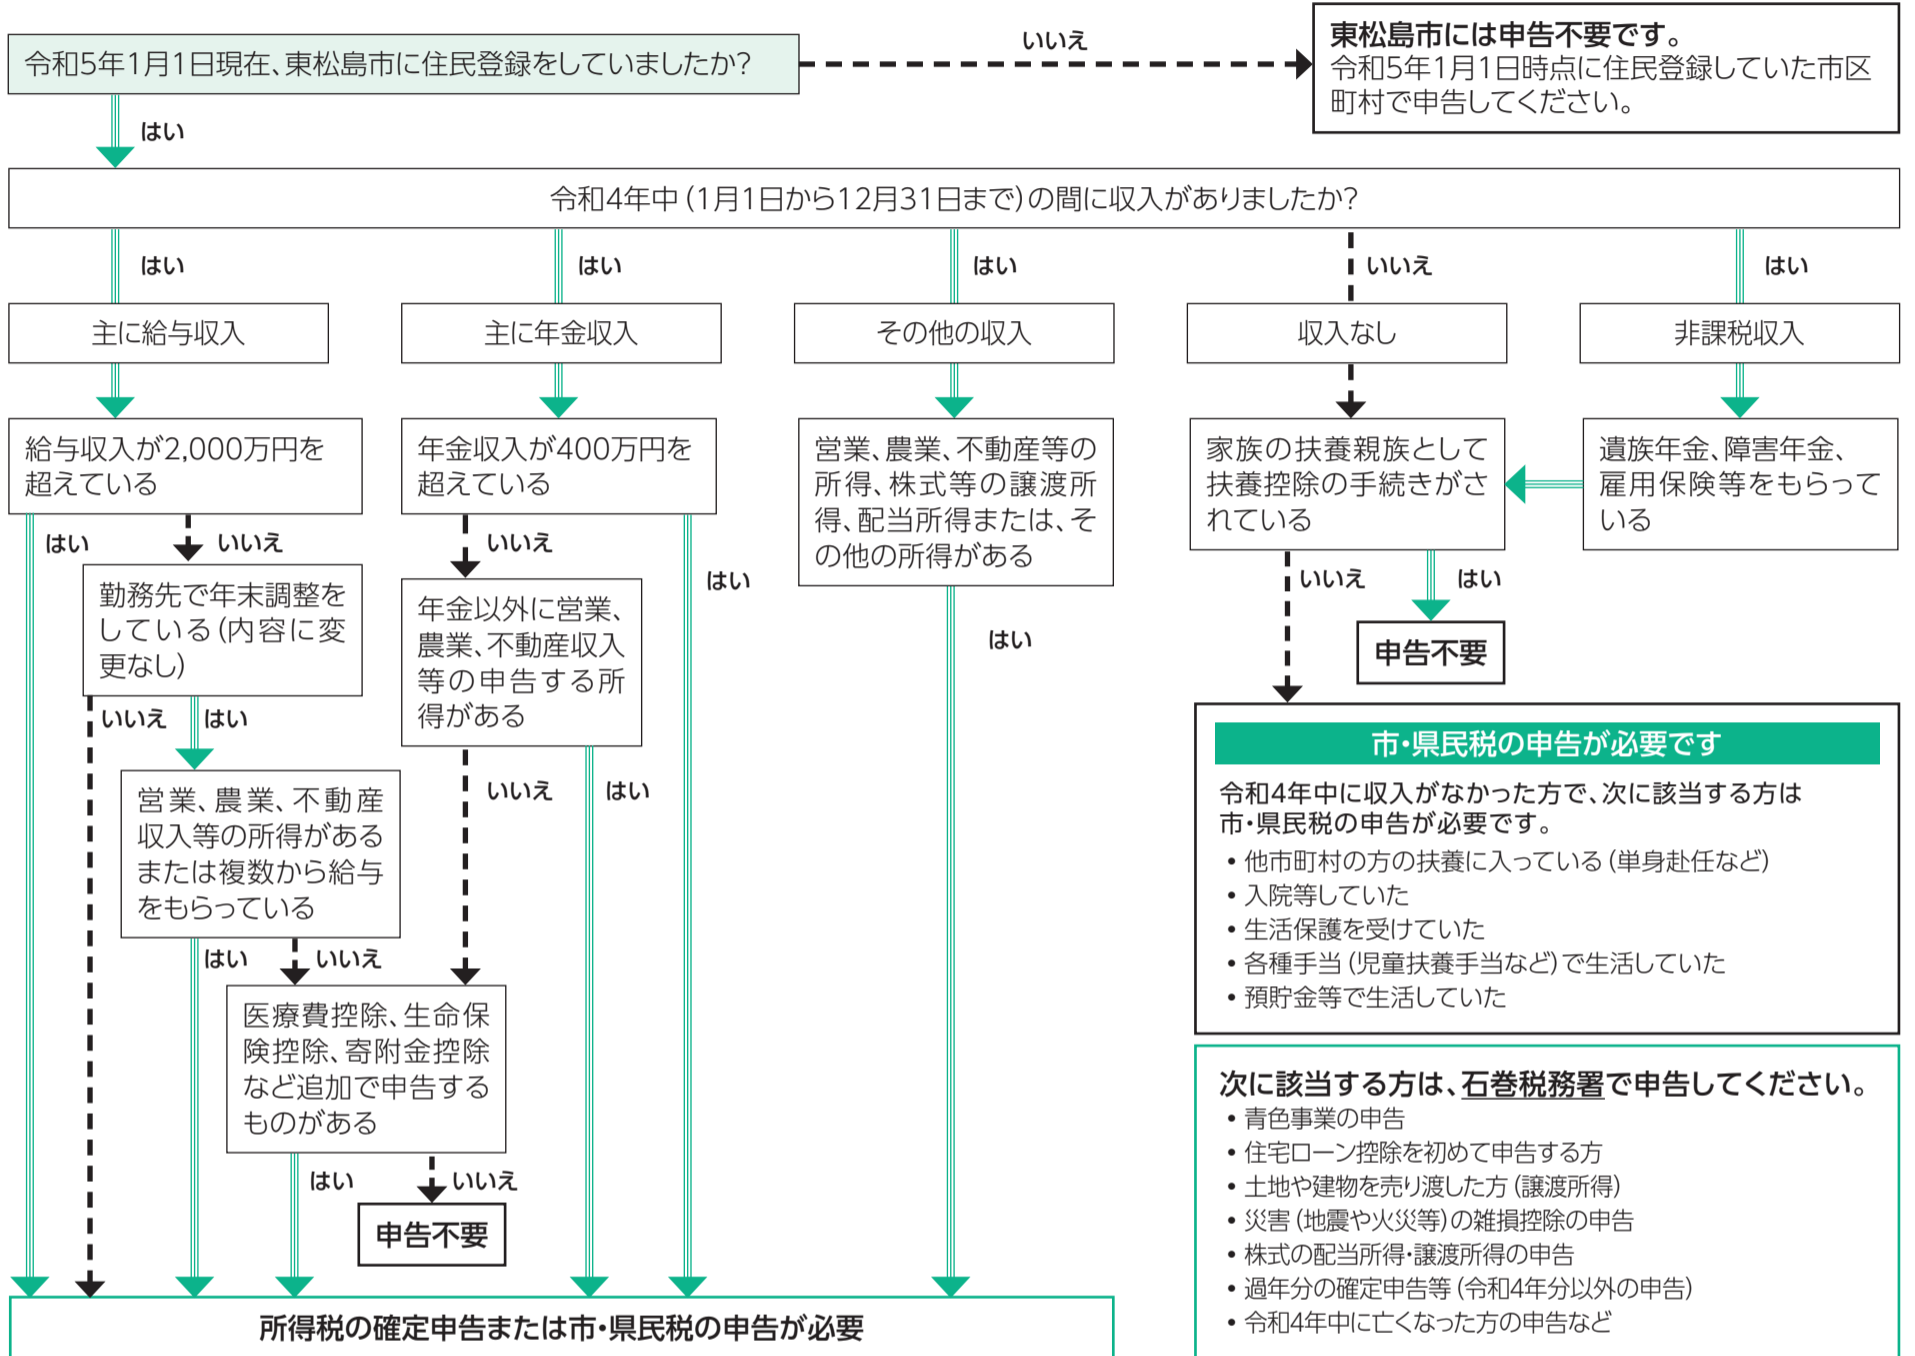 令和5年1月1日現在、東松島市に住民登録をしていましたか?
いいえ
東松島市には申告不要です。
令和5年1月1日時点に住民登録していた市区
町村で申告してください。
はい
令和4年中(1月1日から12月31日まで)の間に収入がありましたか?
はい
はい
はい
いいえ
はい
主に給与収入
主に年金収入
その他の収入
収入なし
非課税収入
給与収入が2,000万円を
超えている
はい
いいえ
勤務先で年末調整を
している(内容に変
更なし)
いいえ
はい
営業、農業、不動産
収入等の所得がある
または複数から給与
をもらっている
はい
いいえ
年金収入が400万円を
超えている
いいえ
はい
年金以外に営業、
農業、不動産収入
等の申告する所
得がある
いいえ
はい
医療費控除、生命保
険控除、寄附金控除
など追加で申告する
ものがある
はい
いいえ
申告不要
営業、農業、不動産等の
所得、株式等の譲渡所
得、配当所得または、そ
の他の所得がある
はい
家族の扶養親族として
扶養控除の手続きがさ
れている
遺族年金、障害年金、
雇用保険等をもらって
いる
いいえ
はい
申告不要
市・県民税の申告が必要です
令和4年中に収入がなかった方で、次に該当する方は
市・県民税の申告が必要です。
・他市町村の方の扶養に入っている(単身赴任など)
・入院等していた
・生活保護を受けていた
・各種手当(児童扶養手当など)で生活していた
・預貯金等で生活していた
次に該当する方は、石巻税務署で申告してください。
・青色事業の申告
・住宅ローン控除を初めて申告する方
・土地や建物を売り渡した方(譲渡所得)
・災害(地震や火災等)の雑損控除の申告
・株式の配当所得・譲渡所得の申告
・過年分の確定申告等(令和4年分以外の申告)
・令和4年中に亡くなった方の申告など
所得税の確定申告または市・県民税の申告が必要